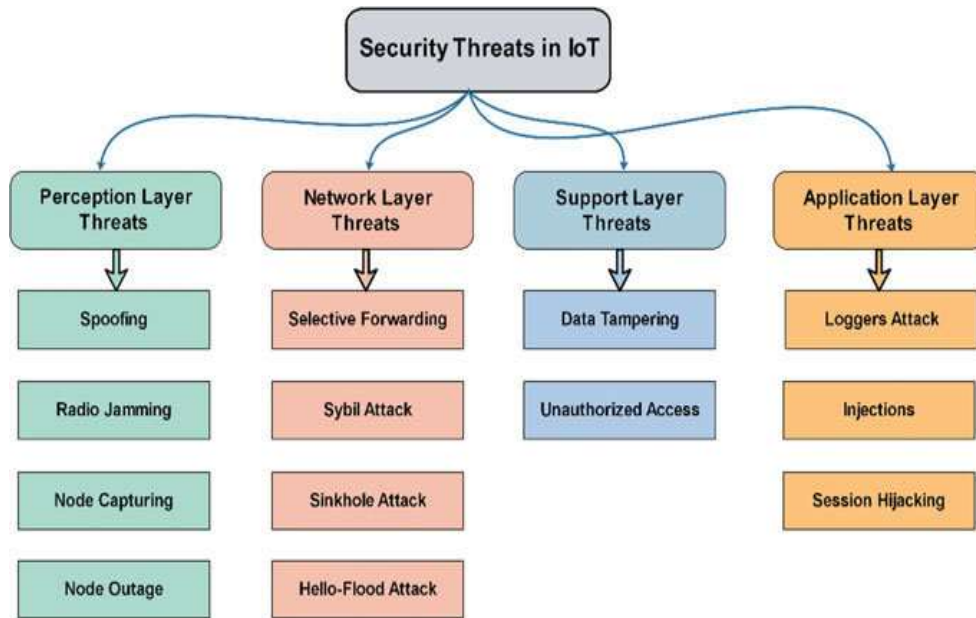 Security Threats in IoT
Perception Layer
Threats
Network Layer
Threats
Support Layer
Threats
Application Layer
Threats
Spoofing
Selective Forwarding
Data Tampering
Loggers Attack
Radio Jamming
Sybil Attack
Unauthorized Access
Injections
Node Capturing
Sinkhole Attack
Session Hijacking
Node Outage
Hello-Flood Attack